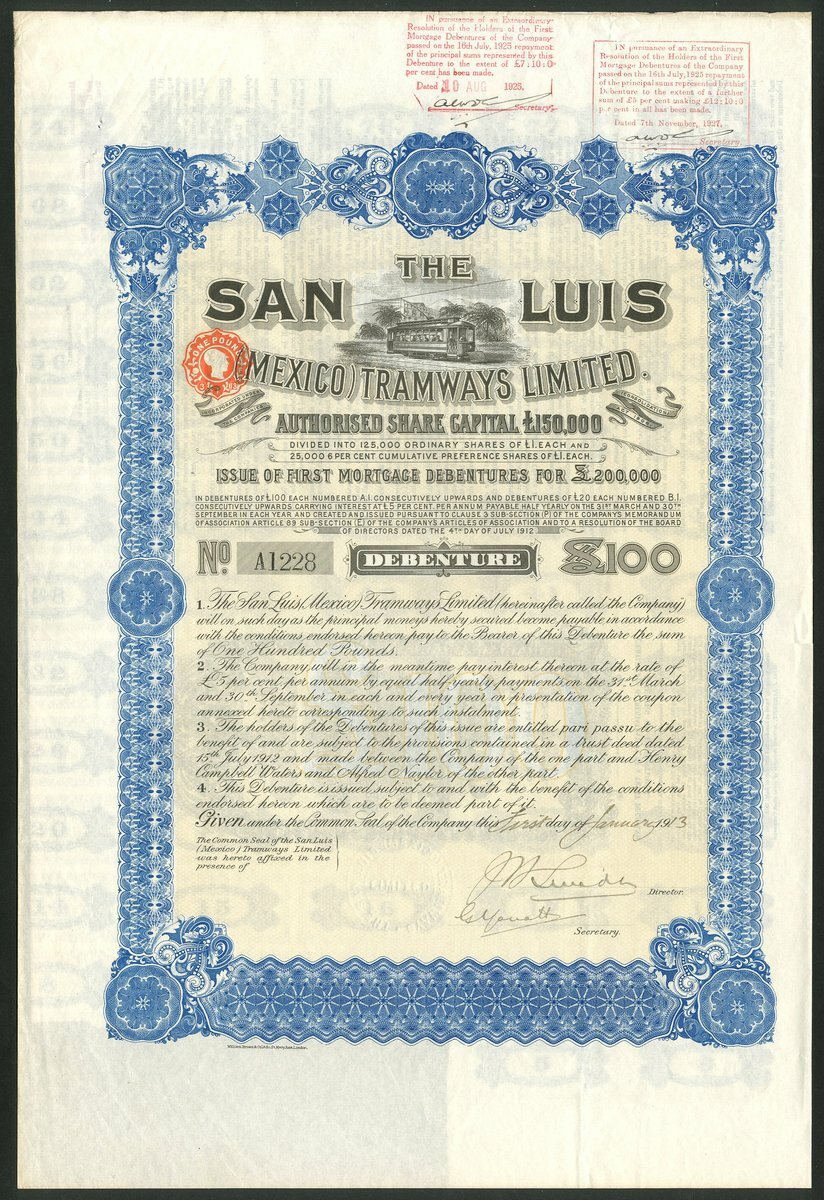 IN pursuance of an Extraordinary
Resolution of the Holders of the First
Mortgage Debentures of the Company
passed on the 16th July, 1925 repayment
of the principal sums represented by this
Debenture to the extent of £7:10:0
per cent has been made.
Dated 10 AUG 1925.
Secretary.
IN pursuance of an Extraordinary
Resolution of the Holders of the First
Mortgage Debentures of the Company
passed on the 16th July, 1925 repayment
of the principal sums represented by this
Debenture to the extent of a further
sum of £5 per cent making £12:10:0
per cent in all has been made.
Dated 7th November, 1927.
Secretary.
THE
SAN LUIS
ONE POUND
(MEXICO) TRAMWAYS LIMITED.
AUTHORISED SHARE CAPITAL £150,000
DIVIDED INTO 125,000 ORDINARY SHARES OF £1. EACH AND
25,000 6 PER CENT CUMULATIVE PREFERENCE SHARES OF £1. EACH.
ISSUE OF FIRST MORTGAGE DEBENTURES FOR £200,000
IN DEBENTURES OF £100 EACH NUMBERED A.1. CONSECUTIVELY UPWARDS AND DEBENTURES OF £20 EACH NUMBERED B.1.
CONSECUTIVELY UPWARDS CARRYING INTEREST AT £5 PER CENT. PER ANNUM PAYABLE HALF YEARLY ON THE 31ST MARCH AND 30TH
SEPTEMBER IN EACH YEAR AND CREATED AND ISSUED PURSUANT TO CLAUSE 3 SUB-SECTION (P) OF THE COMPANYS MEMORANDUM
OF ASSOCIATION ARTICLE 89 SUB-SECTION (E) OF THE COMPANYS ARTICLES OF ASSOCIATION AND TO A RESOLUTION OF THE BOARD
OF DIRECTORS DATED THE 4TH DAY OF JULY 1912
No. A1228 DEBENTURE £100
1. The San Luis (Mexico) Tramways Limited (hereinafter called the Company)
will on such day as the principal moneys hereby secured become payable in accordance
with the conditions endorsed hereon pay to the Bearer of this Debenture the sum
of One Hundred Pounds.
2. The Company will in the meantime pay interest thereon at the rate of
£5 per cent per annum by equal half-yearly payments on the 31st March
and 30th September in each and every year on presentation of the coupon
annexed hereto corresponding to such instalment.
3. The holders of the Debentures of this issue are entitled pari passu to the
benefit of and are subject to the provisions contained in a trust deed dated
15th July 1912 and made between the Company of the one part and Henry
Campbell Waters and Alfred Naylor of the other part.
4. This Debenture is issued subject to and with the benefit of the conditions
endorsed hereon which are to be deemed part of it.
Given under the Common Seal of the Company this First day of January 1913
The Common Seal of the San Luis
(Mexico) Tramways Limited
was hereto affixed in the
presence of
Director.
Secretary.